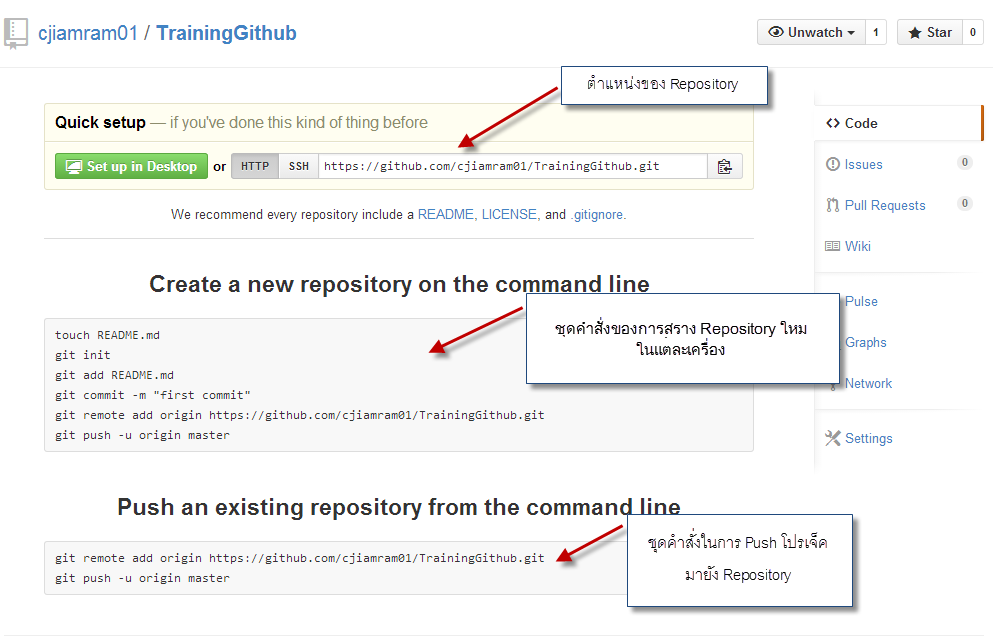 cjiamram01 / TrainingGithub
Unwatch 1 Star 0
ตำแหน่งของ Repository
Quick setup — if you've done this kind of thing before
Set up in Desktop or HTTP SSH https://github.com/cjiamram01/TrainingGithub.git
We recommend every repository include a README, LICENSE, and .gitignore.
Code
Issues 0
Pull Requests 0
Wiki
Pulse
Graphs
Network
Settings
Create a new repository on the command line
ชุดคำสั่งของการสร้าง Repository ใหม่
ในแต่ละเครื่อง
touch README.md
git init
git add README.md
git commit -m "first commit"
git remote add origin https://github.com/cjiamram01/TrainingGithub.git
git push -u origin master
Push an existing repository from the command line
ชุดคำสั่งในการ Push โปรเจ็ค
มายัง Repository
git remote add origin https://github.com/cjiamram01/TrainingGithub.git
git push -u origin master